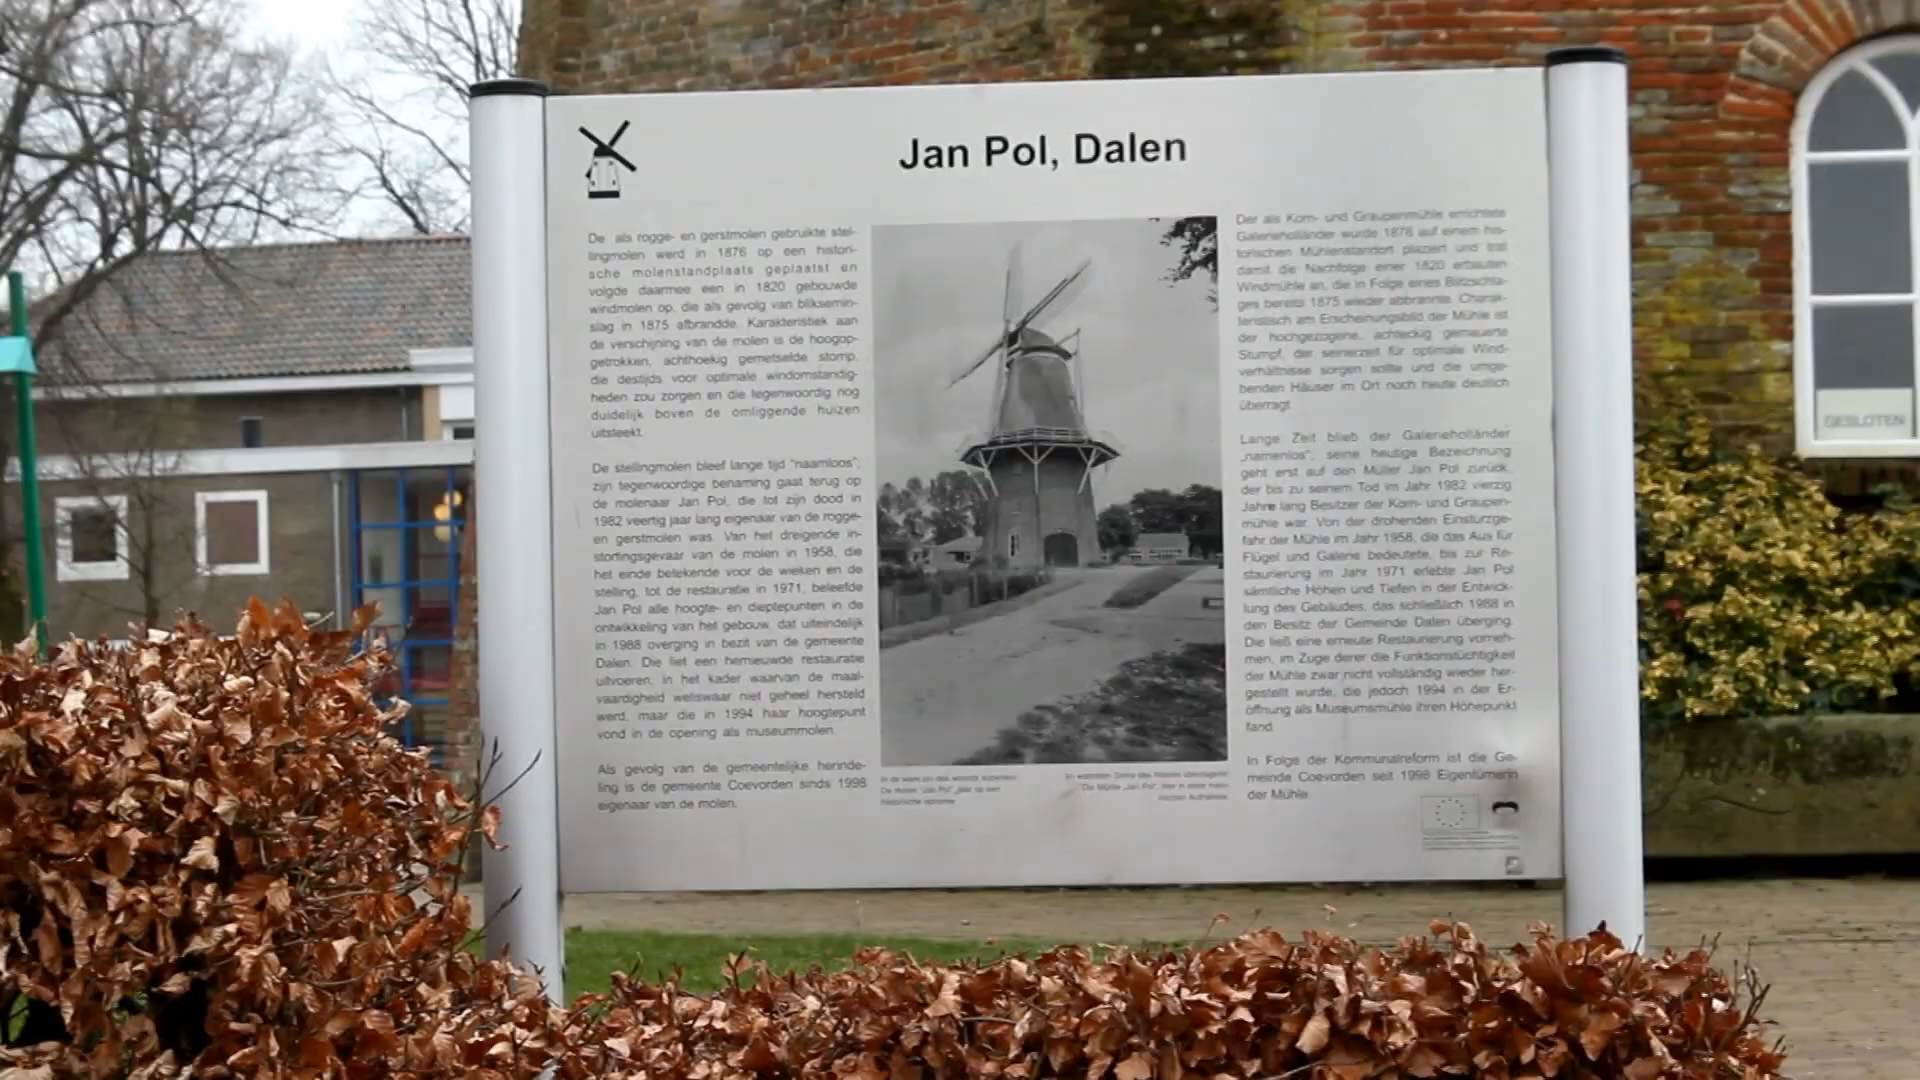 Jan Pol, Dalen
De als rogge- en gerstmolen gebruikte stel-
lingmolen werd in 1876 op een histori-
sche molenstandplaats geplaatst en
volgde daarmee een in 1820 gebouwde
windmolen op, die als gevolg van bliksemin-
slag in 1875 afbrandde. Karakteristiek aan
de verschijning van de molen is de hoogop-
getrokken, achthoekig gemetselde stomp,
die destijds voor optimale windomstandig-
heden zou zorgen en die tegenwoordig nog
duidelijk boven de omliggende huizen
uitsteekt.
De stellingmolen bleef lange tijd "naamloos";
zijn tegenwoordige benaming gaat terug op
de molenaar Jan Pol, die tot zijn dood in
1982 veertig jaar lang eigenaar van de rogge-
en gerstmolen was. Van het dreigende in-
stortingsgevaar van de molen in 1958, die
het einde betekende voor de wieken en de
stelling, tot de restauratie in 1971, beleefde
Jan Pol alle hoogte- en dieptepunten in de
ontwikkeling van het gebouw, dat uiteindelijk
in 1988 overging in bezit van de gemeente
Dalen. Die liet een hernieuwde restauratie
uitvoeren, in het kader waarvan de maal-
vaardigheid weliswaar niet geheel hersteld
werd, maar die in 1994 haar hoogtepunt
vond in de opening als museummolen.
Als gevolg van de gemeentelijke herinde-
ling is de gemeente Coevorden sinds 1998
eigenaar van de molen.
De molen "Jan Pol", hier op een
historische opname
"Die Mühle „Jan Pol“, hier in einer histo-
rischen Aufnahme
Der als Korn- und Graupenmühle errichtete
Galerieholländer wurde 1876 auf einem his-
torischen Mühlenstandort plaziert und trat
damit die Nachfolge einer 1820 erbauten
Windmühle an, die in Folge eines Blitzschla-
ges bereits 1875 wieder abbrannte. Charak-
teristisch am Erscheinungsbild der Mühle ist
der hochgezogene, achteckig gemauerte
Stumpf, der seinerzeit für optimale Wind-
verhältnisse sorgen sollte und die umge-
benden Häuser im Ort noch heute deutlich
überragt.
Lange Zeit blieb der Galerieholländer
„namenlos“; seine heutige Bezeichnung
geht erst auf den Müller Jan Pol zurück,
der bis zu seinem Tod im Jahr 1982 vierzig
Jahre lang Besitzer der Korn- und Graupen-
mühle war. Von der drohenden Einsturzge-
fahr der Mühle im Jahr 1958, die das Aus für
Flügel und Galerie bedeutete, bis zur Re-
staurierung im Jahr 1971 erlebte Jan Pol
sämtliche Höhen und Tiefen in der Entwick-
lung des Gebäudes, das schließlich 1988 in
den Besitz der Gemeinde Dalen überging.
Die ließ eine erneute Restaurierung vorneh-
men, im Zuge derer die Funktionstüchtigkeit
der Mühle zwar nicht vollständig wieder her-
gestellt wurde, die jedoch 1994 in der Er-
öffnung als Museumsmühle ihren Höhepunkt
fand.
In Folge der Kommunalreform ist die Ge-
meinde Coevorden seit 1998 Eigentümerin
der Mühle.
GESLOTEN